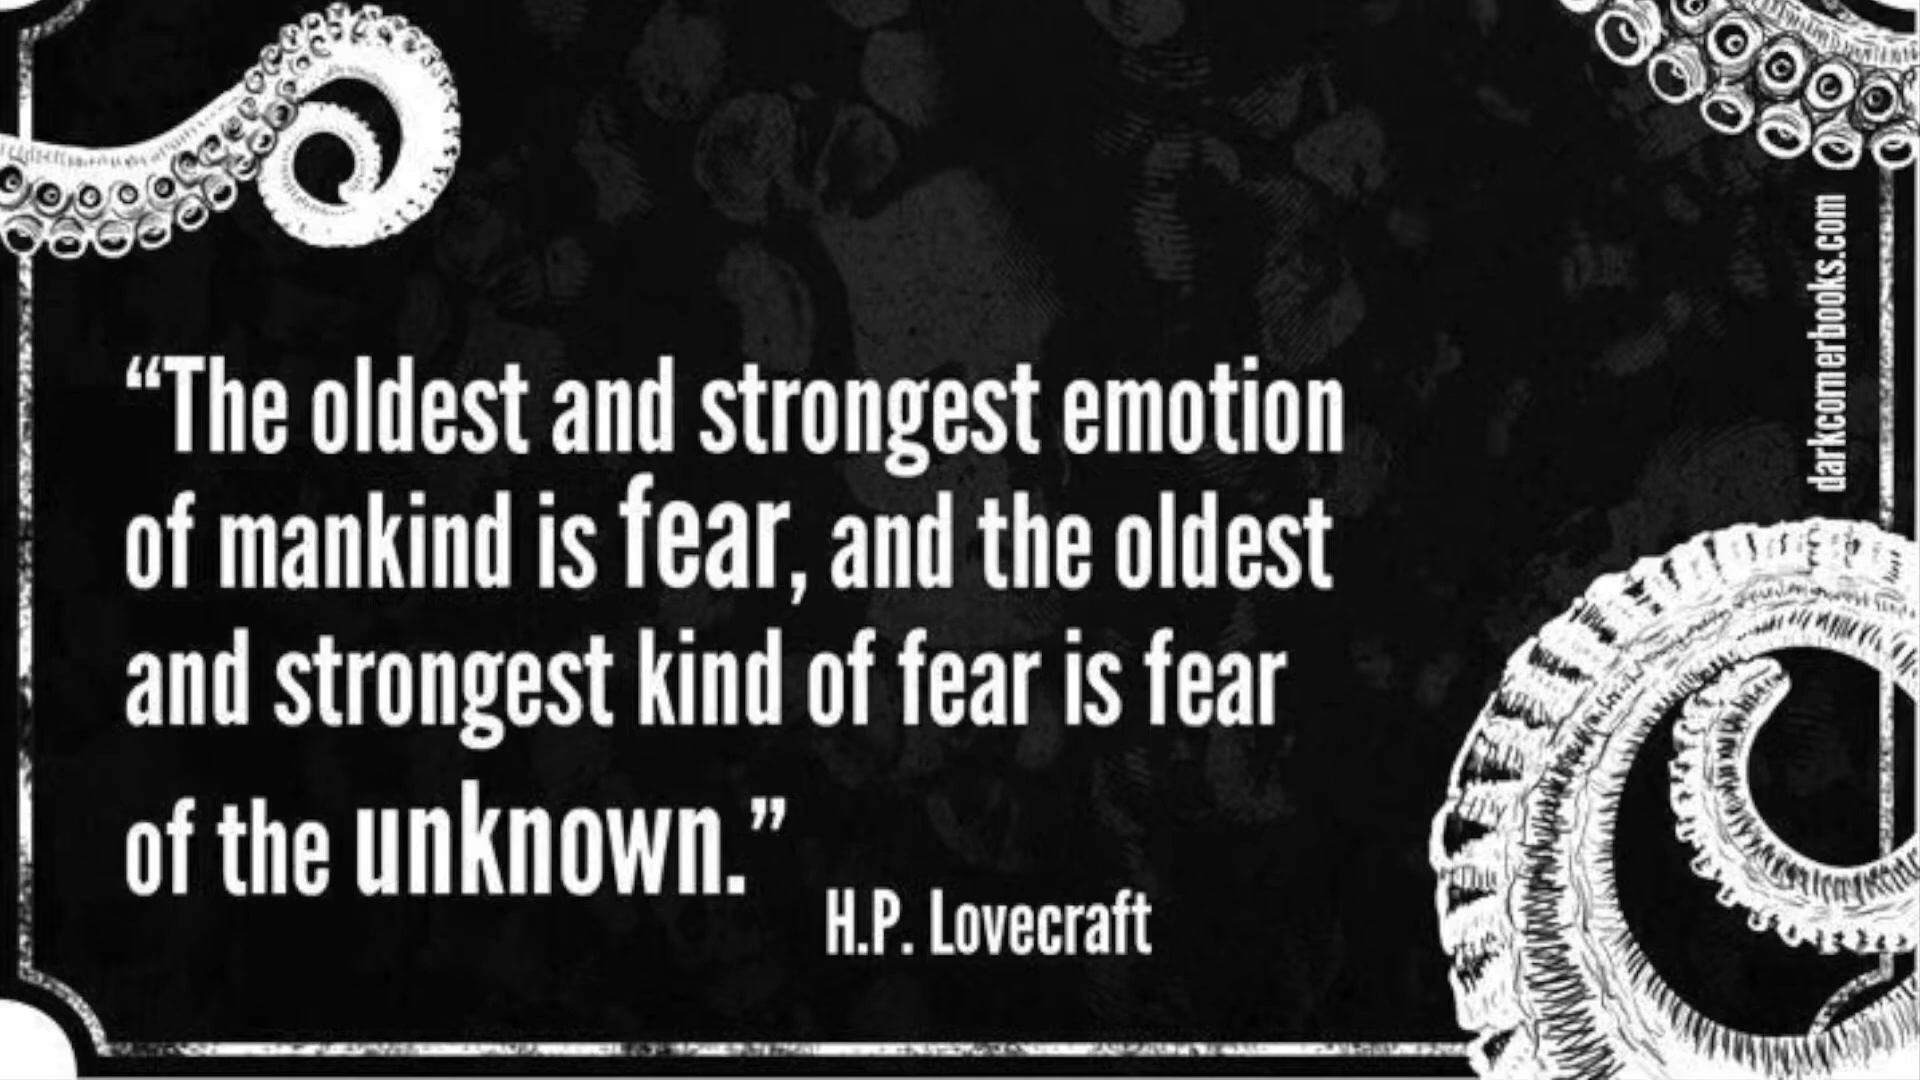 “The oldest and strongest emotion
of mankind is fear, and the oldest
and strongest kind of fear is fear
of the unknown.”
H.P. Lovecraft
darkcornerbooks.com